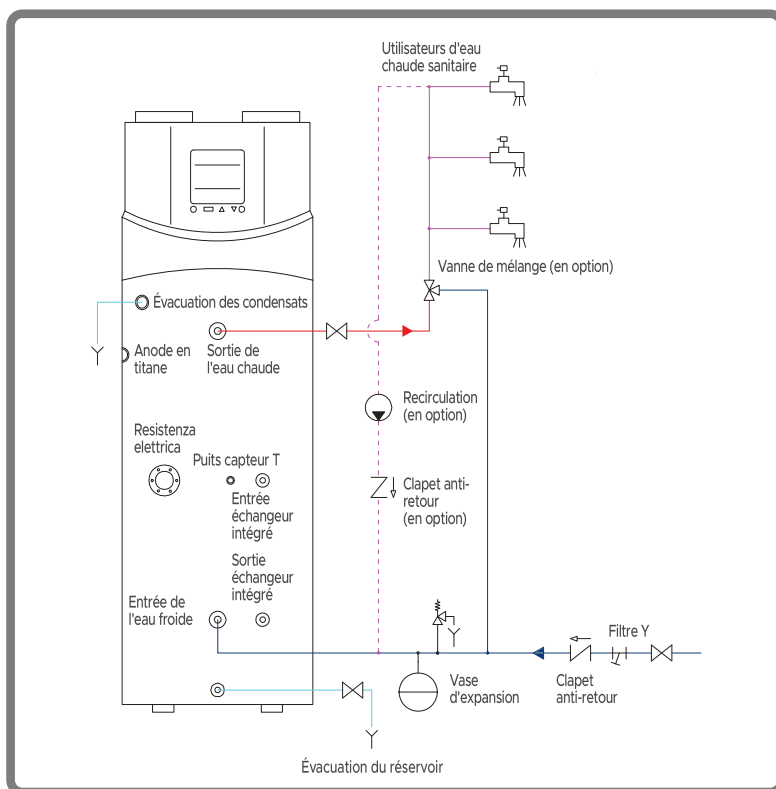 Utilisateurs d'eau
chaude sanitaire
Vanne de mélange (en option)
Évacuation des condensats
Anode en
titane
Sortie de
l'eau chaude
Recirculation
(en option)
Resistenza
elettrica
Puits capteur T
Entrée
échangeur
intégré
Clapet anti-
retour
(en option)
Sortie
échangeur
intégré
Entrée de
l'eau froide
Filtre Y
Vase
d'expansion
Clapet
anti-retour
Évacuation du réservoir